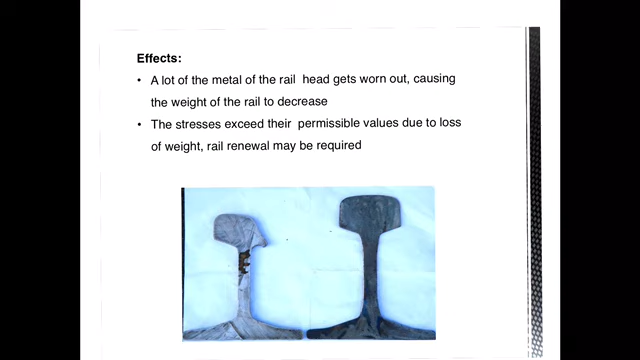 Effects:
• A lot of the metal of the rail head gets worn out, causing
the weight of the rail to decrease
• The stresses exceed their permissible values due to loss
of weight, rail renewal may be required